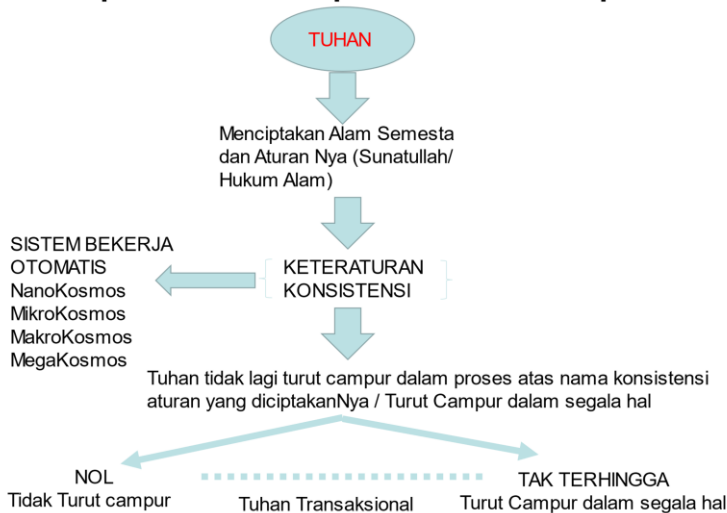 TUHAN
Menciptakan Alam Semesta
dan Aturan Nya (Sunatullah/
Hukum Alam)
SISTEM BEKERJA
OTOMATIS
NanoKosmos
MikroKosmos
MakroKosmos
MegaKosmos
KETERATURAN
KONSISTENSI
Tuhan tidak lagi turut campur dalam proses atas nama konsistensi
aturan yang diciptakanNya / Turut Campur dalam segala hal
NOL
Tidak Turut campur
Tuhan Transaksional
TAK TERHINGGA
Turut Campur dalam segala hal